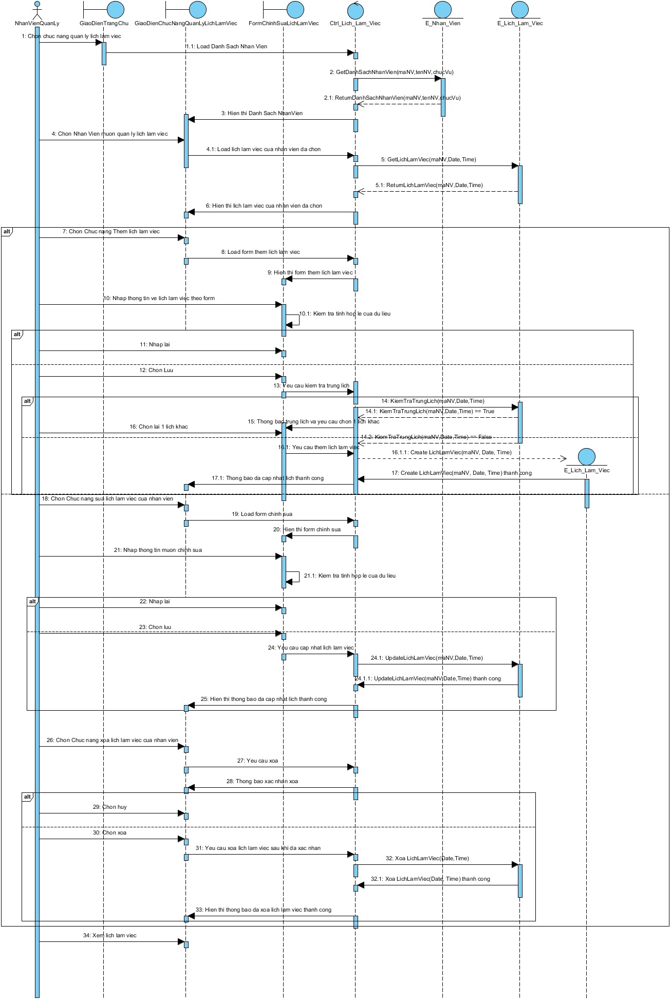 NhanVienQuanLy
GiaoDienTrangChu
GiaoDienChucNangQuanLyLichLamViec
FormChinhSuaLichLamViec
Ctrl_Lich_Lam_Viec
E_Nhan_Vien
E_Lich_Lam_Viec
1: Chon chuc nang quan ly lich lam viec
1.1: Load Danh Sach Nhan Vien
2: GetDanhSachNhanVien(maNV,tenNV,chucVu)
2.1: ReturnDanhSachNhanVien(maNV,tenNV,chucVu)
3: Hien thi Danh Sach NhanVien
4: Chon Nhan Vien muon quan ly lich lam viec
4.1: Load lich lam viec cua nhan vien da chon
5: GetLichLamViec(maNV,Date,Time)
5.1: ReturnLichLamViec(maNV,Date,Time)
6: Hien thi lich lam viec cua nhan vien da chon
alt
7: Chon Chuc nang Them lich lam viec
8: Load form them lich lam viec
9: Hien thi form them lich lam viec
10: Nhap thong tin ve lich lam viec theo form
10.1: Kiem tra tinh hop le cua du lieu
alt
11: Nhap lai
12: Chon Luu
13: Yeu cau kiem tra trung lich
alt
14: KiemTraTrungLich(maNV,Date,Time)
14.1: KiemTraTrungLich(maNV,Date,Time) == True
15: Thong bao trung lich va yeu cau chon 1 lich khac
16: Chon lai 1 lich khac
14.2: KiemTraTrungLich(maNV,Date,Time) == False
16.1: Yeu cau them lich lam viec
16.1.1: Create LichLamViec(maNV, Date, Time)
E_Lich_Lam_Viec
17: Create LichLamViec(maNV, Date, Time) thanh cong
17.1: Thong bao da cap nhat lich thanh cong
18: Chon Chuc nang sua lich lam viec cua nhan vien
19: Load form chinh sua
20: Hien thi form chinh sua
21: Nhap thong tin muon chinh sua
21.1: Kiem tra tinh hop le cua du lieu
alt
22: Nhap lai
23: Chon luu
24: Yeu cau cap nhat lich lam viec
24.1: UpdateLichLamViec(maNV,Date,Time)
24.1.1: UpdateLichLamViec(maNV,Date,Time) thanh cong
25: Hien thi thong bao da cap nhat lich thanh cong
26: Chon Chuc nang xoa lich lam viec cua nhan vien
27: Yeu cau xoa
28: Thong bao xac nhan xoa
alt
29: Chon huy
30: Chon xoa
31: Yeu cau xoa lich lam viec sau khi da xac nhan
32: Xoa LichLamViec(Date,Time)
32.1: Xoa LichLamViec(Date, Time) thanh cong
33: Hien thi thong bao da xoa lich lam viec thanh cong
34: Xem lich lam viec